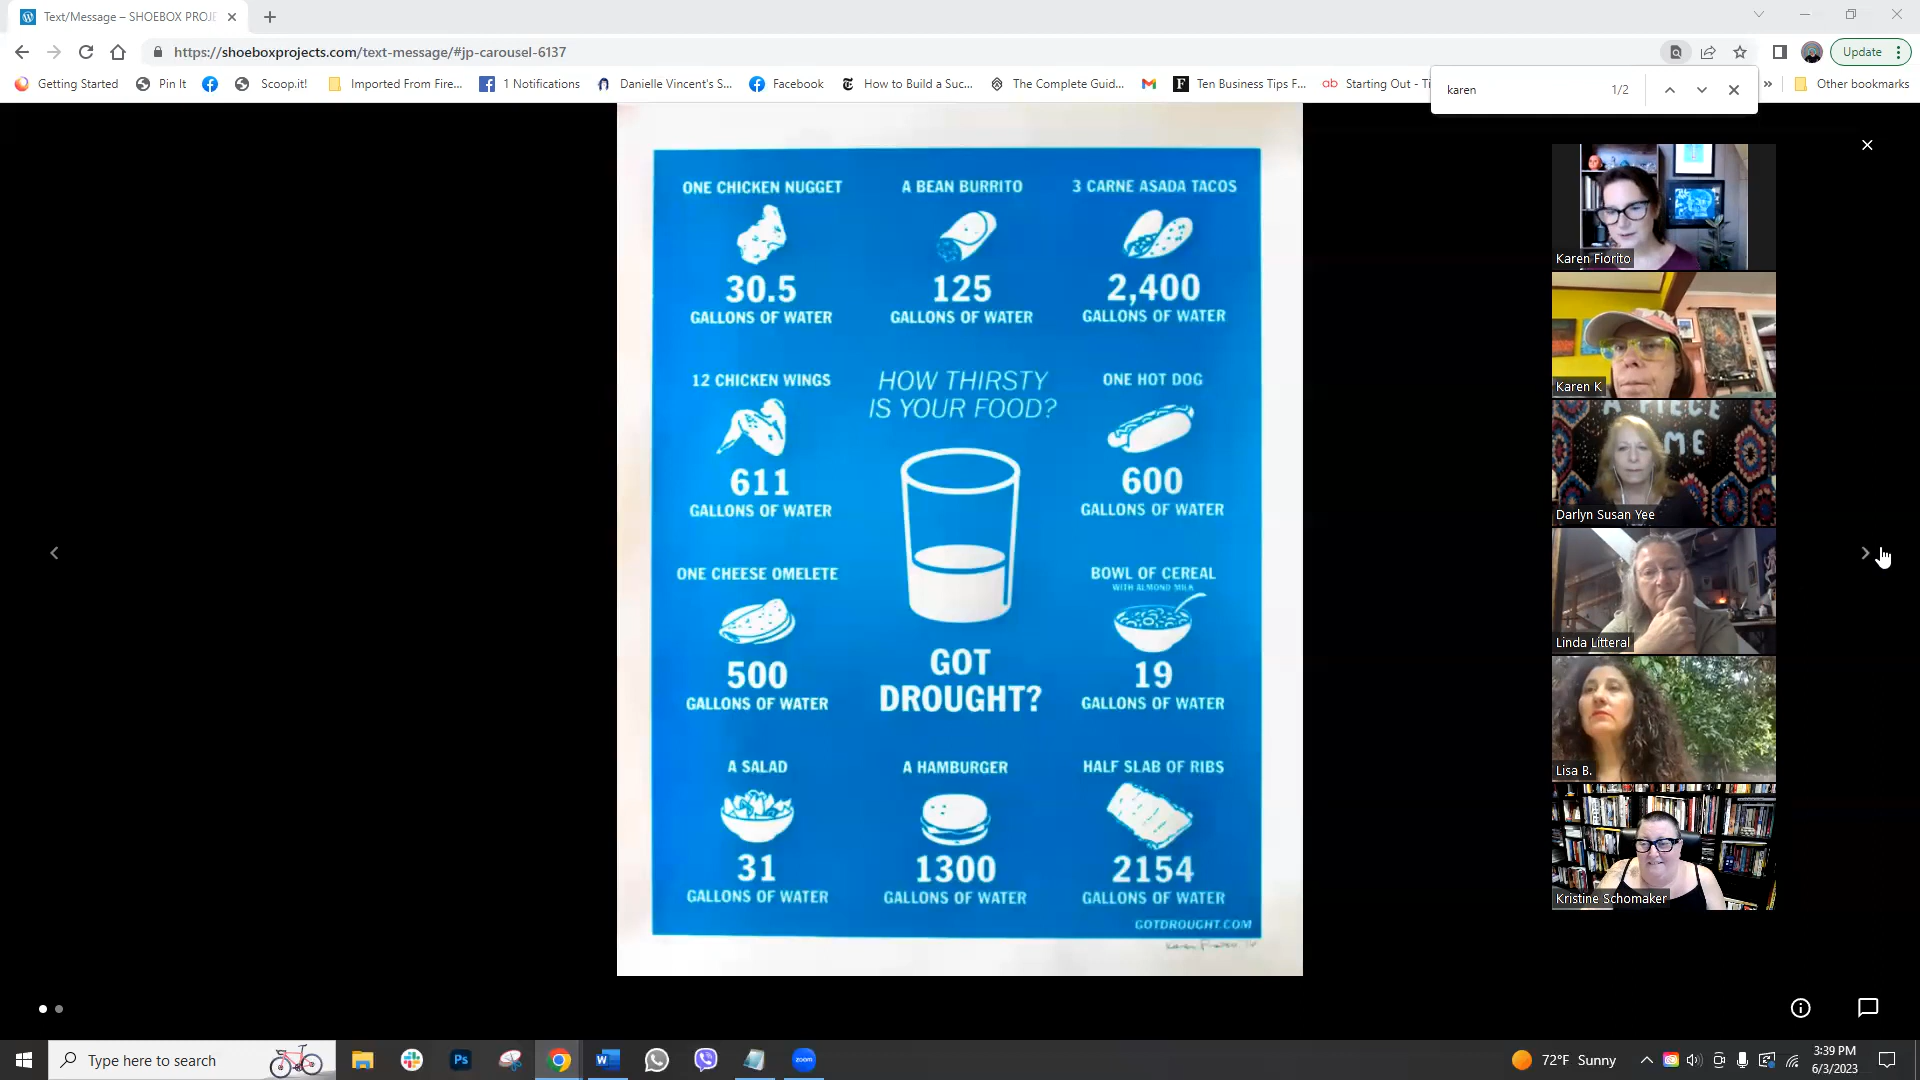 Text/Message – SHOEBOX PROJE
https://shoeboxprojects.com/text-message/#jp-carousel-6137
Update
Getting Started
Pin It
Scoop.it!
Imported From Fire...
1 Notifications
Danielle Vincent's S...
Facebook
How to Build a Suc...
The Complete Guid...
Ten Business Tips F...
Starting Out - Ti
Other bookmarks
karen
1/2
ONE CHICKEN NUGGET
30.5
GALLONS OF WATER
A BEAN BURRITO
125
GALLONS OF WATER
3 CARNE ASADA TACOS
2,400
GALLONS OF WATER
12 CHICKEN WINGS
611
GALLONS OF WATER
HOW THIRSTY
IS YOUR FOOD?
ONE HOT DOG
600
GALLONS OF WATER
ONE CHEESE OMELETE
500
GALLONS OF WATER
GOT
DROUGHT?
BOWL OF CEREAL
WITH ALMOND MILK
19
GALLONS OF WATER
A SALAD
31
GALLONS OF WATER
A HAMBURGER
1300
GALLONS OF WATER
HALF SLAB OF RIBS
2154
GALLONS OF WATER
GOTDROUGHT.COM
Karen Fiorito
Karen K
A PIECE
ME
Darlyn Susan Yee
Linda Litteral
Lisa B.
Kristine Schomaker
Type here to search
72°F Sunny
3:39 PM
6/3/2023